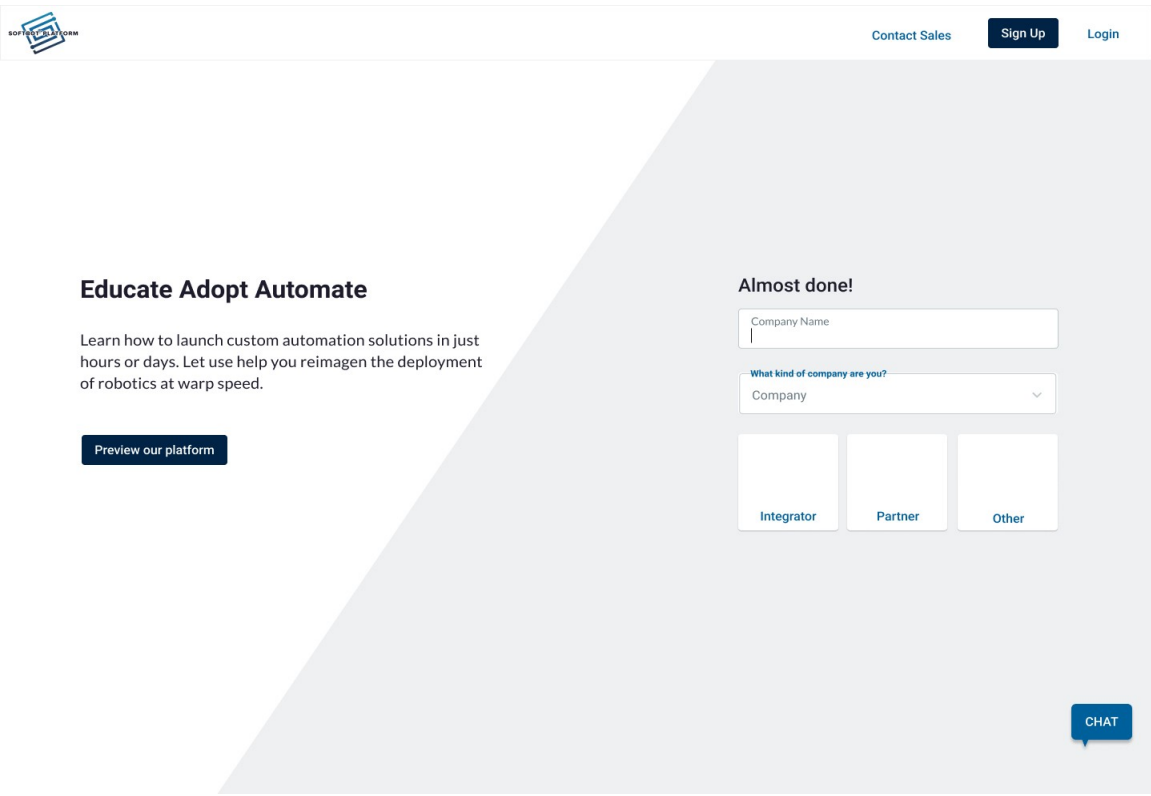 SOFTBOT PLATFORM
Contact Sales
Sign Up
Login
Educate Adopt Automate
Learn how to launch custom automation solutions in just
hours or days. Let use help you reimagen the deployment
of robotics at warp speed.
Preview our platform
Almost done!
Company Name
What kind of company are you?
Company
Integrator
Partner
Other
CHAT